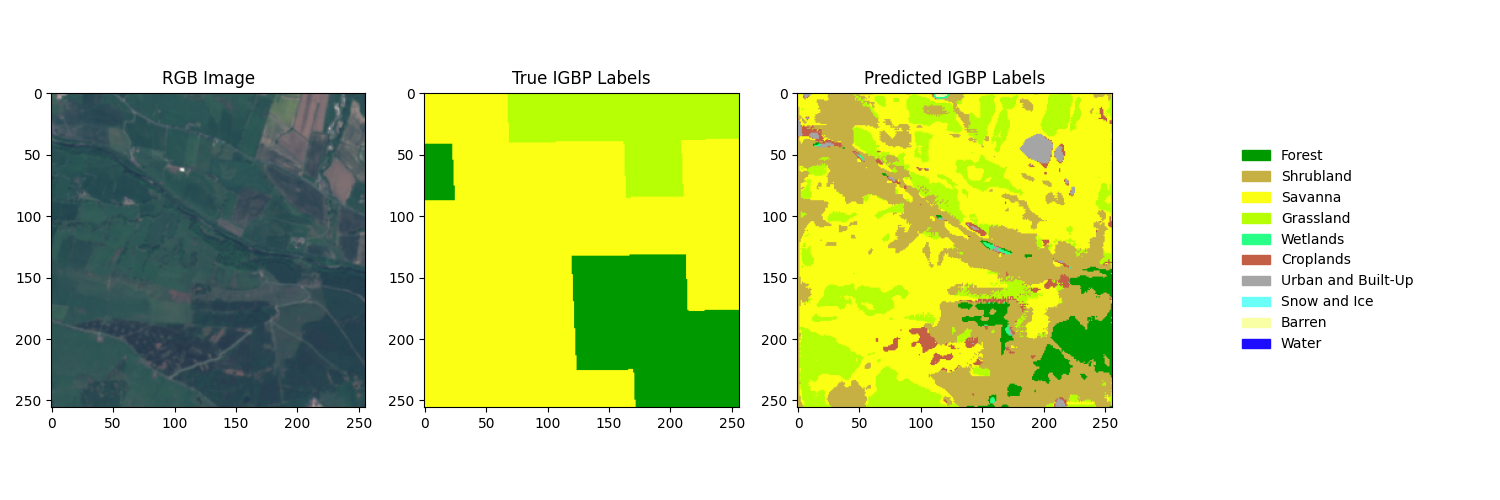 RGB Image
True IGBP Labels
Predicted IGBP Labels
0
50
100
150
200
250
0 50 100 150 200 250
0
50
100
150
200
250
0 50 100 150 200 250
0
50
100
150
200
250
0 50 100 150 200 250
Forest
Shrubland
Savanna
Grassland
Wetlands
Croplands
Urban and Built-Up
Snow and Ice
Barren
Water